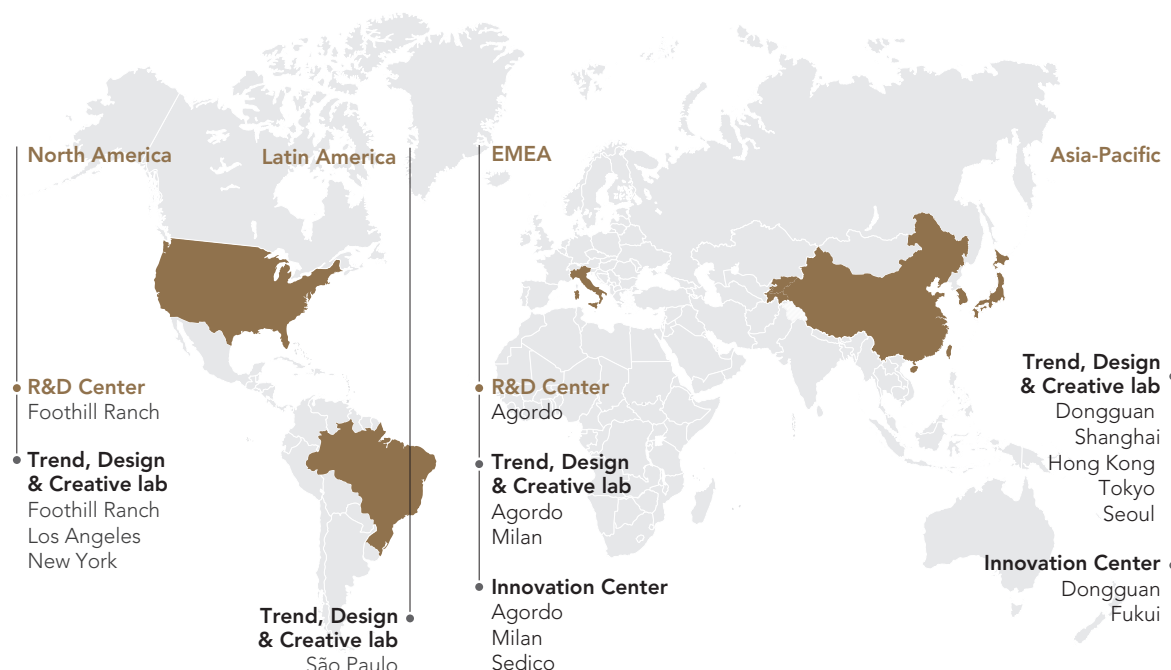 North America
R&D Center
Foothill Ranch
Trend, Design
& Creative lab
Foothill Ranch
Los Angeles
New York
Latin America
Trend, Design
& Creative lab
São Paulo
EMEA
R&D Center
Agordo
Trend, Design
& Creative lab
Agordo
Milan
Innovation Center
Agordo
Milan
Sedico
Asia-Pacific
Trend, Design
& Creative lab
Dongguan
Shanghai
Hong Kong
Tokyo
Seoul
Innovation Center
Dongguan
Fukui